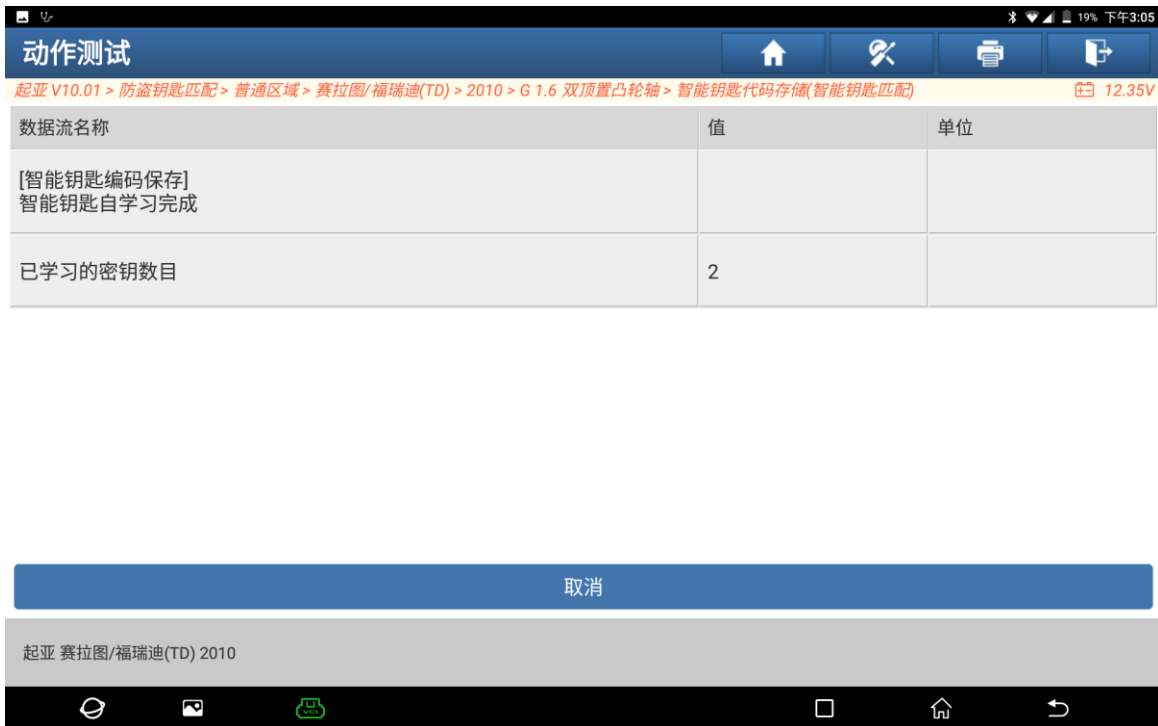 19% 下午3:05
动作测试
起亚 V10.01 > 防盗钥匙匹配 > 普通区域 > 赛拉图/福瑞迪(TD) > 2010 > G 1.6 双顶置凸轮轴 > 智能钥匙代码存储(智能钥匙匹配) 12.35V
数据流名称 值 单位
[智能钥匙编码保存]
智能钥匙自学习完成
已学习的密钥数目 2
取消
起亚 赛拉图/福瑞迪(TD) 2010
VCI